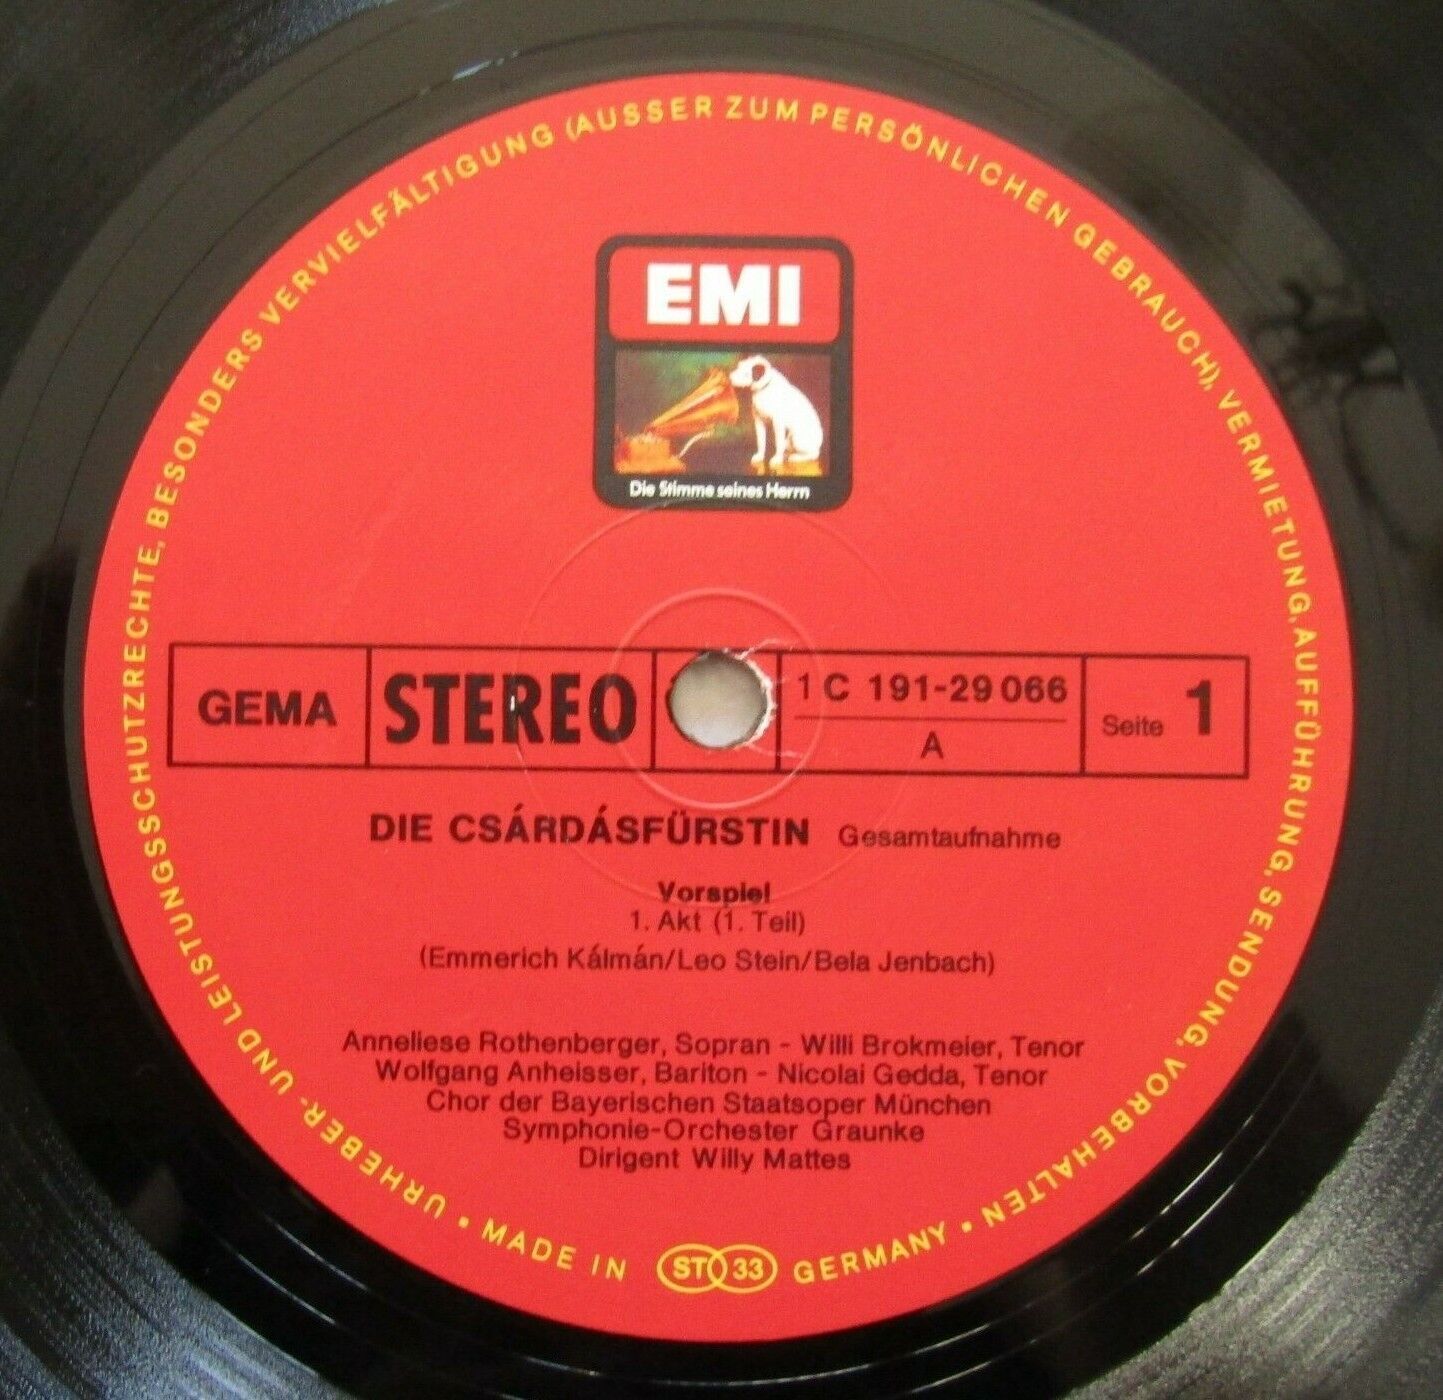 URHEBER- UND LEISTUNGSSCHUTZRECHTE, BESONDERS VERVIELFÄLTIGUNG (AUSSER ZUM PERSÖNLICHEN GEBRAUCH), VERMIETUNG, AUFFÜHRUNG, SENDUNG, VORBEHALTEN •
EMI
Die Stimme seines Herrn
GEMA STEREO 1 C 191-29 066 Seite 1
A
DIE CSÁRDÁSFÜRSTIN Gesamtaufnahme
Vorspiel
1. Akt (1. Teil)
(Emmerich Kálmán/Leo Stein/Bela Jenbach)
Anneliese Rothenberger, Sopran - Willi Brokmeier, Tenor
Wolfgang Anheisser, Bariton - Nicolai Gedda, Tenor
Chor der Bayerischen Staatsoper München
Symphonie-Orchester Graunke
Dirigent Willy Mattes
• MADE IN ST 33 GERMANY